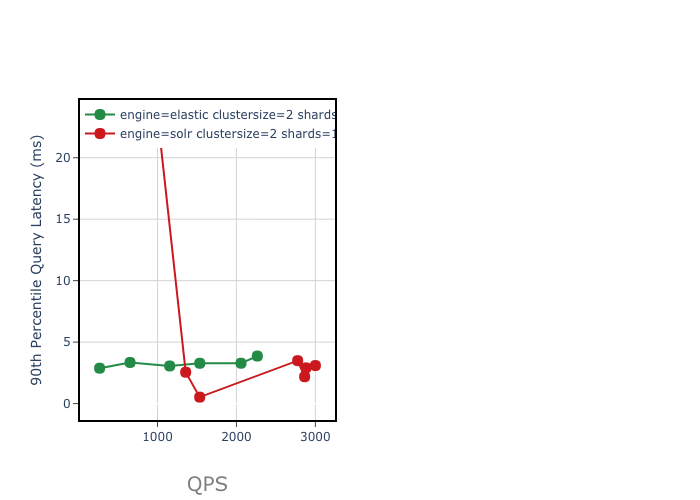 engine=elastic clustersize=2 shards
engine=solr clustersize=2 shards=1
90th Percentile Query Latency (ms)
20
15
10
5
0
1000 2000 3000
QPS